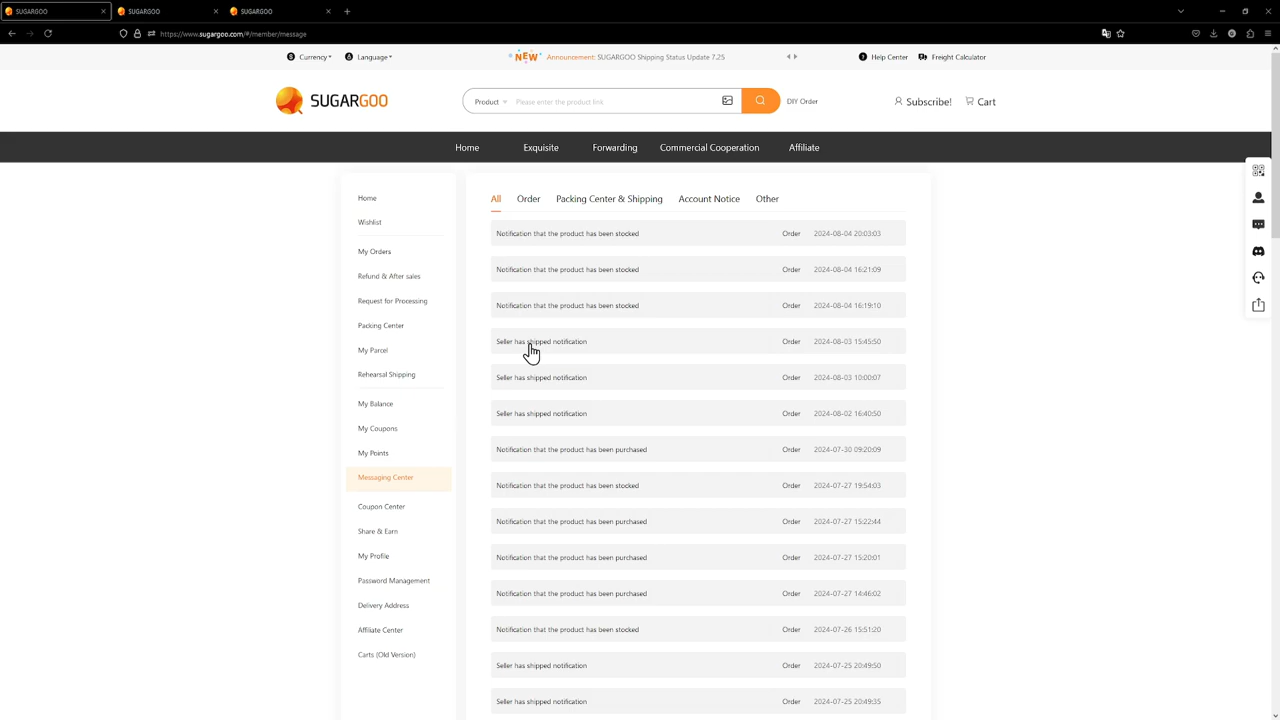 SUGARGOO
SUGARGOO
SUGARGOO
https://www.sugargoo.com/#/member/message
Currency
Language
NEW
Announcement: SUGARGOO Shipping Status Update 7.25
Help Center
Freight Calculator
SUGARGOO
Product
Please enter the product link
DIY Order
Subscribe!
Cart
Home
Exquisite
Forwarding
Commercial Cooperation
Affiliate
Home
Wishlist
My Orders
Refund & After sales
Request for Processing
Packing Center
My Parcel
Rehearsal Shipping
My Balance
My Coupons
My Points
Messaging Center
Coupon Center
Share & Earn
My Profile
Password Management
Delivery Address
Affiliate Center
Carts (Old Version)
All Order Packing Center & Shipping Account Notice Other
Notification that the product has been stocked Order 2024-08-04 20:03:03
Notification that the product has been stocked Order 2024-08-04 16:21:09
Notification that the product has been stocked Order 2024-08-04 16:19:10
Seller has shipped notification Order 2024-08-03 15:45:50
Seller has shipped notification Order 2024-08-03 10:00:07
Seller has shipped notification Order 2024-08-02 16:40:50
Notification that the product has been purchased Order 2024-07-30 09:20:09
Notification that the product has been stocked Order 2024-07-27 19:54:03
Notification that the product has been purchased Order 2024-07-27 15:22:44
Notification that the product has been purchased Order 2024-07-27 15:20:01
Notification that the product has been purchased Order 2024-07-27 14:46:02
Notification that the product has been stocked Order 2024-07-26 15:51:20
Seller has shipped notification Order 2024-07-25 20:49:50
Seller has shipped notification Order 2024-07-25 20:49:35